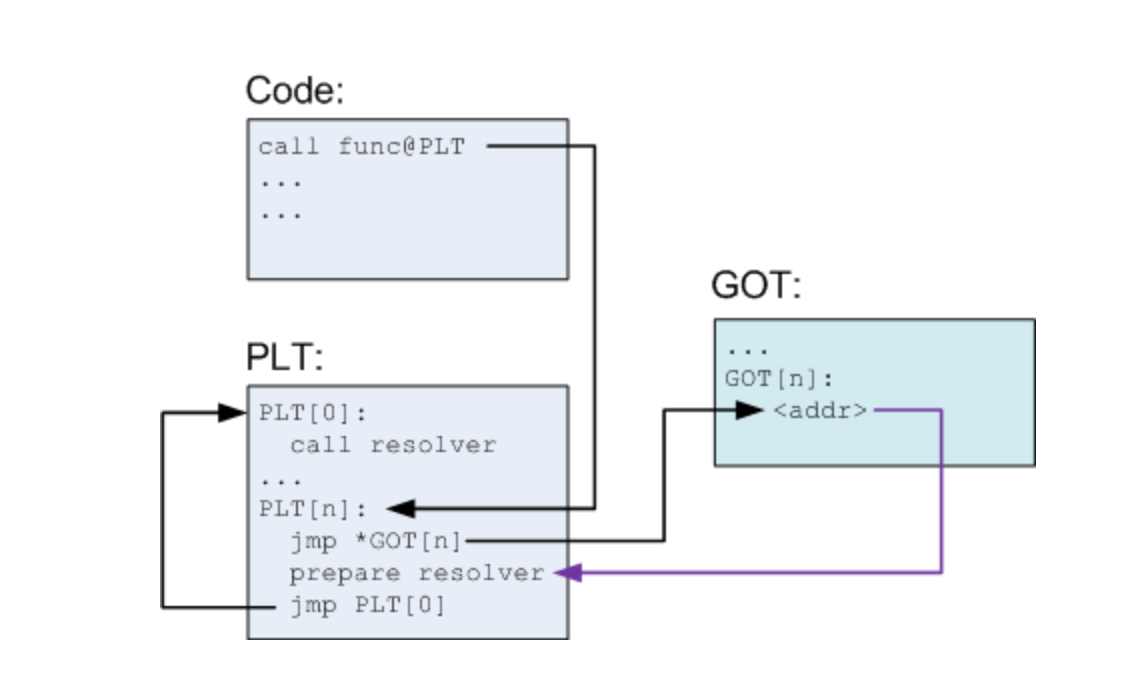 Code:
call func@PLT
...
...
PLT:
PLT[0]:
call resolver
...
PLT[n]:
jmp *GOT[n]
prepare resolver
jmp PLT[0]
GOT:
...
GOT[n]:
<addr>